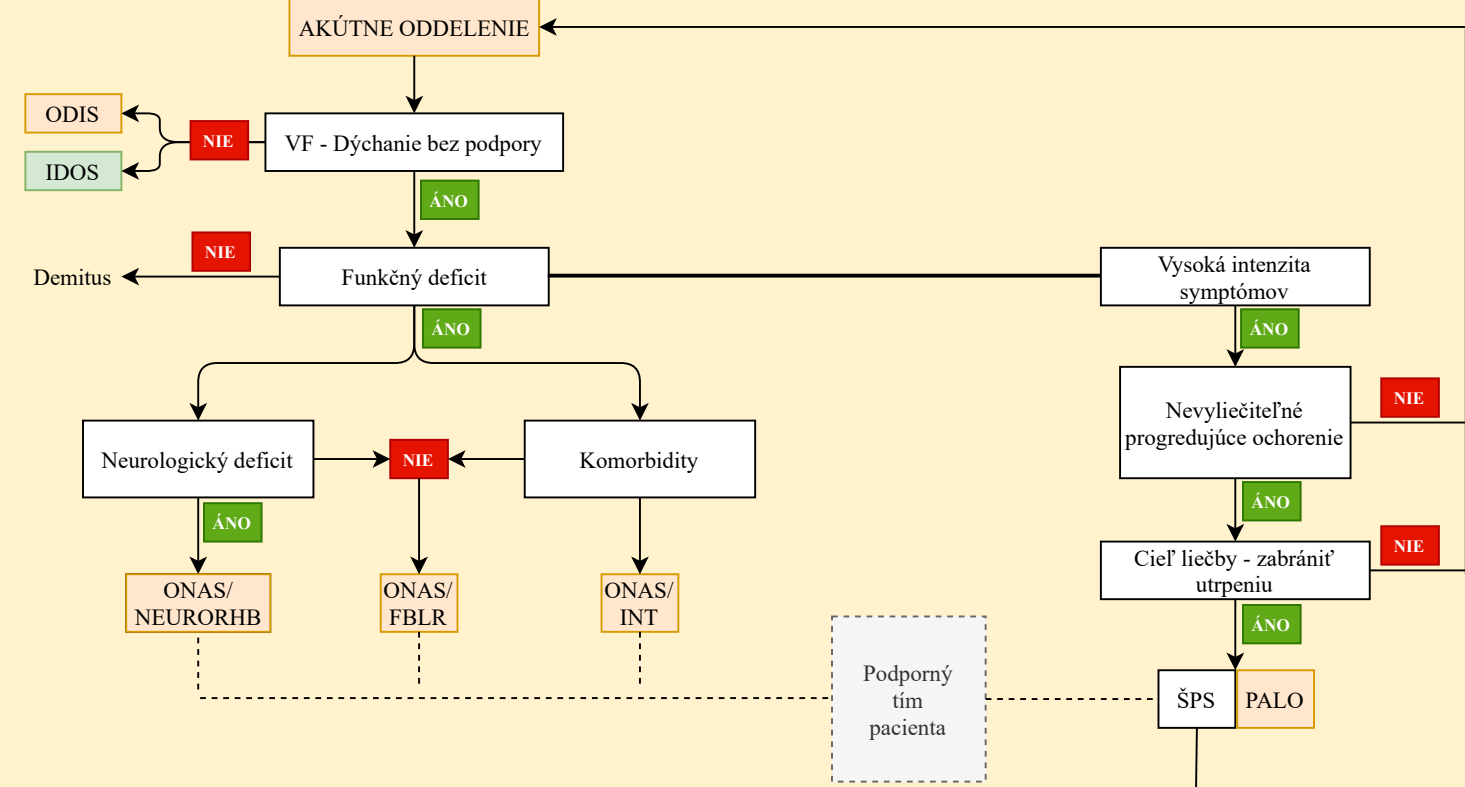 AKÚTNE ODDELENIE
ODIS
NIE
VF - Dýchanie bez podpory
IDOS
ÁNO
NIE
Demitus
Funkčný deficit
Vysoká intenzita
symptómov
ÁNO
ÁNO
Nevyliečiteľné
progredujúce ochorenie
NIE
Neurologický deficit
NIE
Komorbidity
ÁNO
ÁNO
Cieľ liečby - zabrániť
utrpeniu
NIE
ONAS/
NEURORHB
ONAS/
FBLR
ONAS/
INT
ÁNO
Podporný
tím
pacienta
ŠPS
PALO